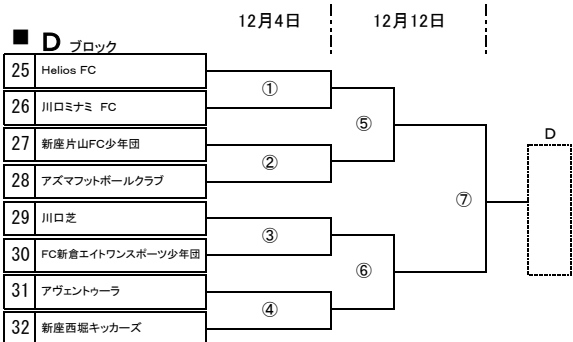 12月4日 12月12日
■ D ブロック
25 Helios FC
①
26 川口ミナミ FC
⑤
27 新座片山FC少年団
D
②
28 アズマフットボールクラブ
⑦
29 川口芝
③
30 FC新倉エイトワンスポーツ少年団
⑥
31 アヴェントゥーラ
④
32 新座西堀キッカーズ